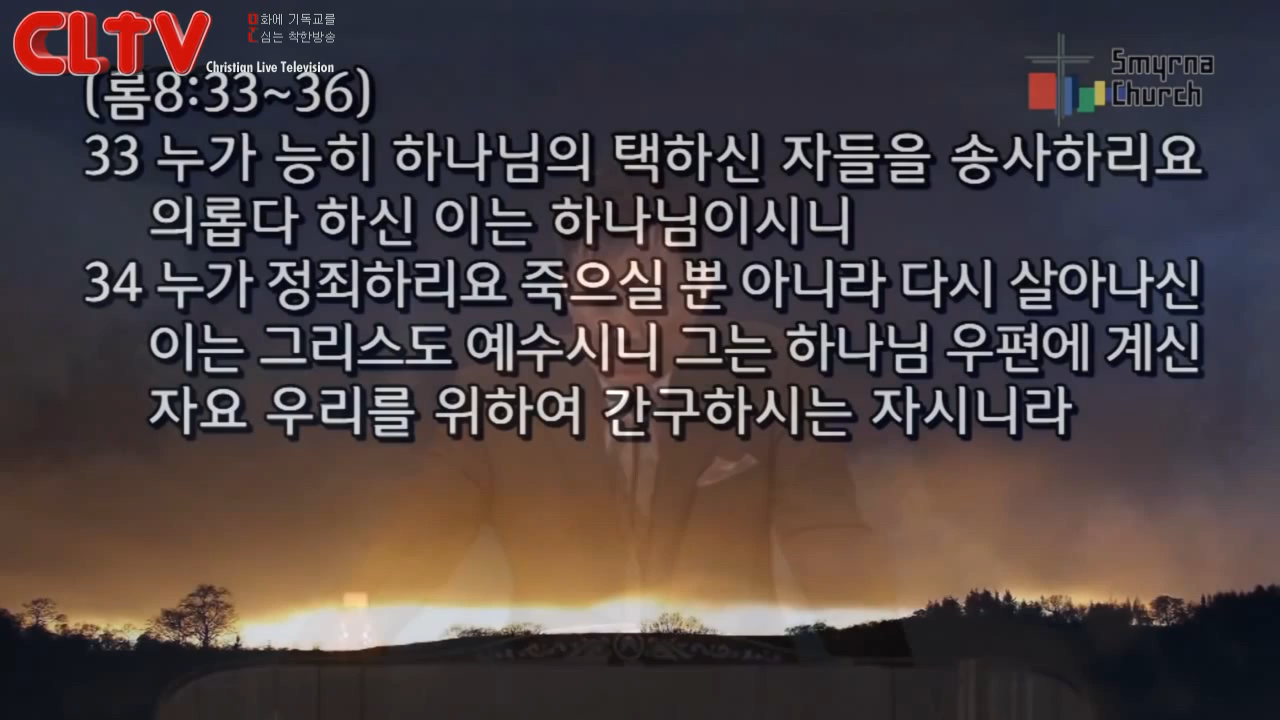 CLTV
문화에 기독교를
심는 착한방송
Christian Live Television
Smyrna
Church
(롬8:33~36)
33 누가 능히 하나님의 택하신 자들을 송사하리요
의롭다 하신 이는 하나님이시니
34 누가 정죄하리요 죽으실 뿐 아니라 다시 살아나신
이는 그리스도 예수시니 그는 하나님 우편에 계신
자요 우리를 위하여 간구하시는 자시니라